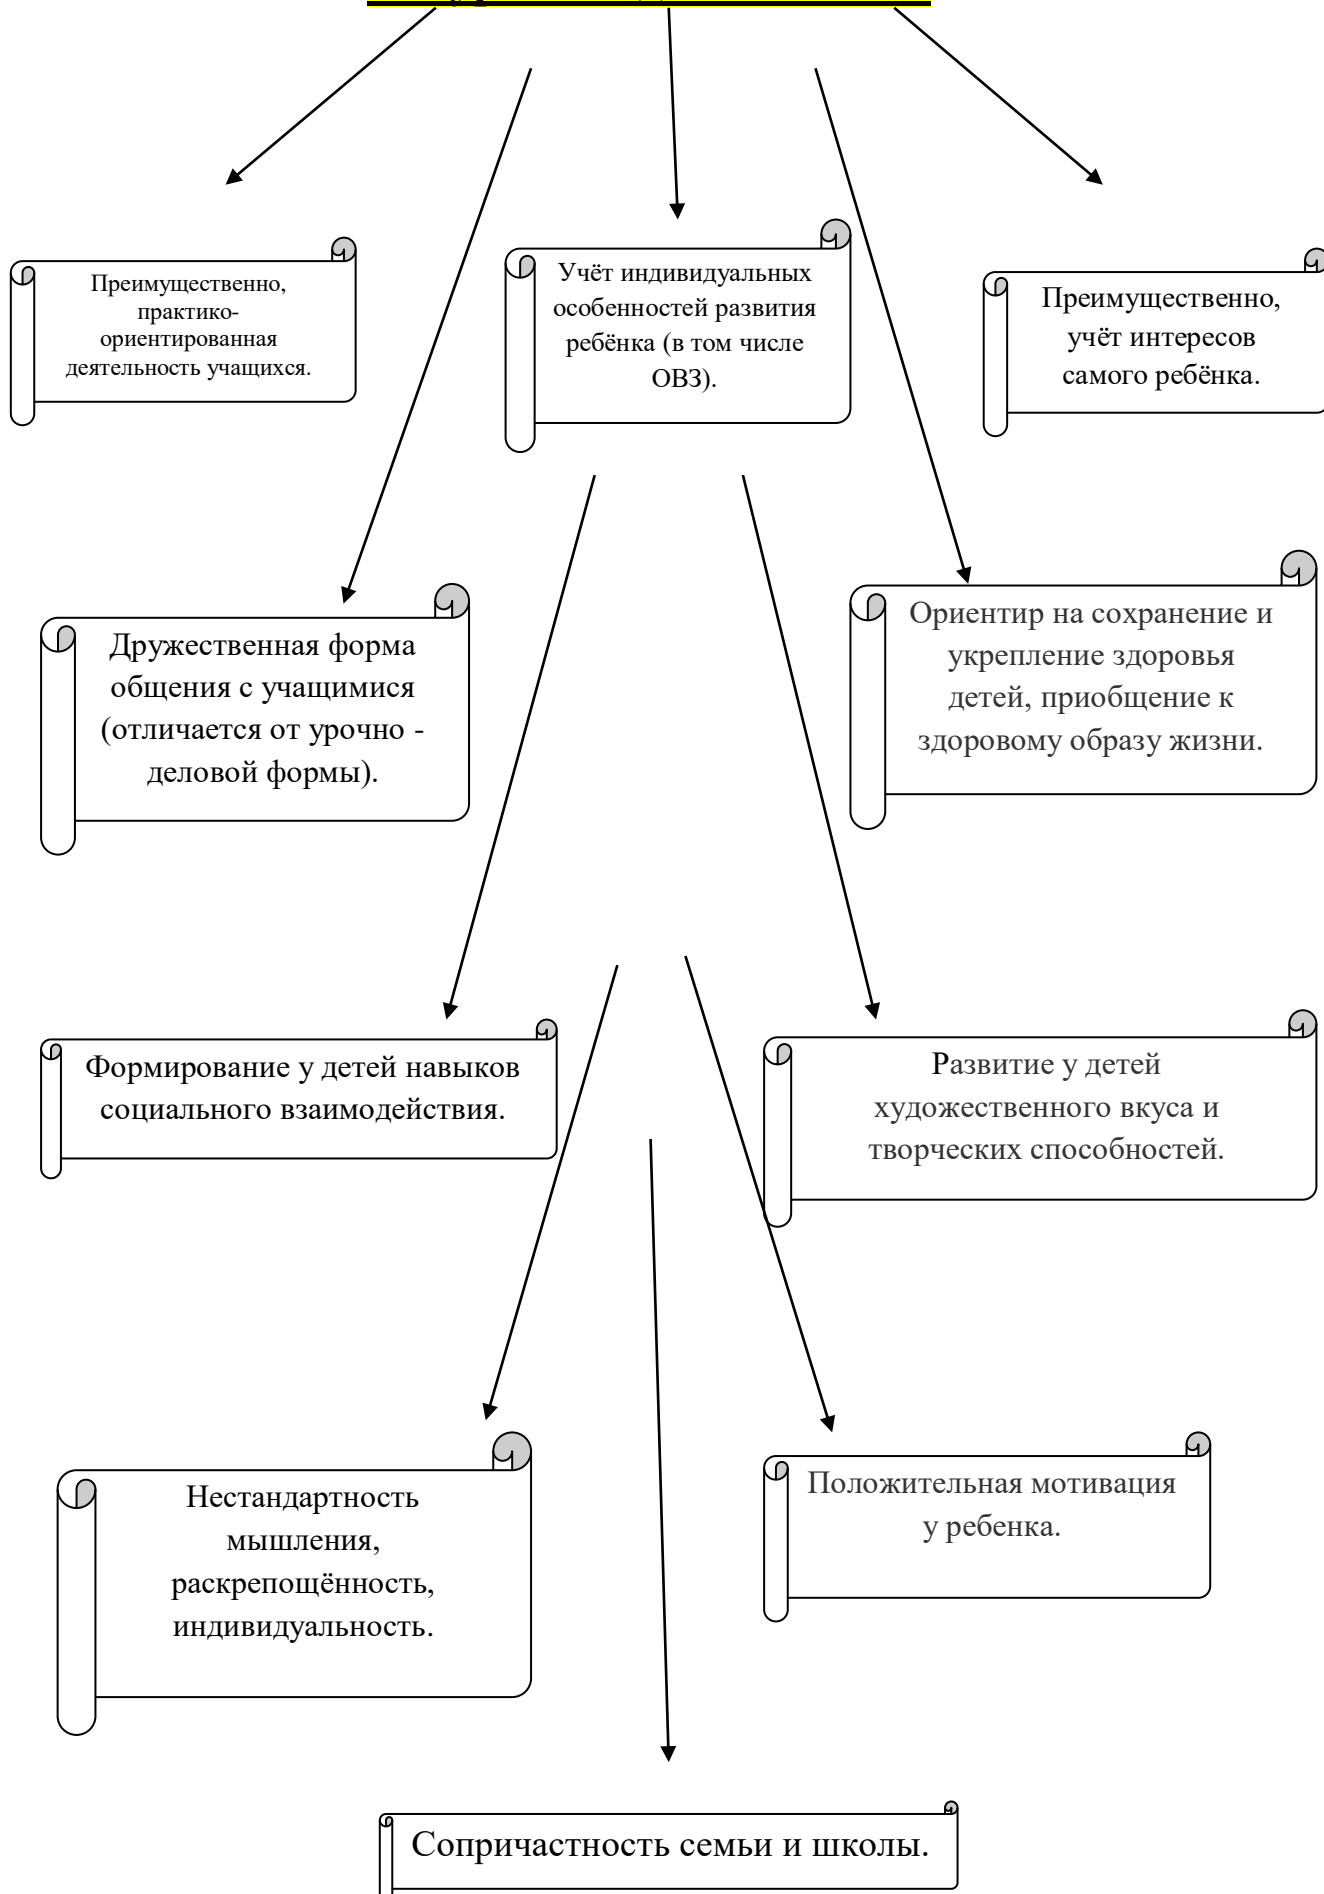 Преимущественно,
практико-
ориентированная
деятельность учащихся.
Учёт индивидуальных
особенностей развития
ребёнка (в том числе
ОВЗ).
Преимущественно,
учёт интересов
самого ребёнка.
Дружественная форма
общения с учащимися
(отличается от урочно -
деловой формы).
Ориентир на сохранение и
укрепление здоровья
детей, приобщение к
здоровому образу жизни.
Формирование у детей навыков
социального взаимодействия.
Развитие у детей
художественного вкуса и
творческих способностей.
Нестандартность
мышления,
раскрепощённость,
индивидуальность.
Положительная мотивация
у ребенка.
Сопричастность семьи и школы.